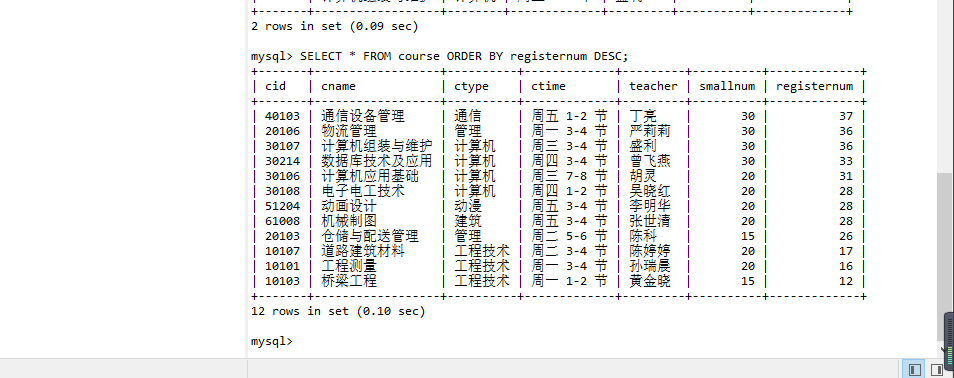 2 rows in set (0.09 sec)
mysql> SELECT * FROM course ORDER BY registernum DESC;
+-------+------------------+----------+---------------+---------+----------+-------------+
| cid | cname | ctype | ctime | teacher | smallnum | registernum |
+-------+------------------+----------+---------------+---------+----------+-------------+
| 40103 | 通信设备管理 | 通信 | 周五 1-2 节 | 丁亮 | 30 | 37 |
| 20106 | 物流管理 | 管理 | 周一 3-4 节 | 严莉莉 | 30 | 36 |
| 30107 | 计算机组装与维护 | 计算机 | 周三 3-4 节 | 盛利 | 30 | 36 |
| 30214 | 数据库技术及应用 | 计算机 | 周四 3-4 节 | 曾飞燕 | 30 | 33 |
| 30106 | 计算机应用基础 | 计算机 | 周三 7-8 节 | 胡灵 | 20 | 31 |
| 30108 | 电子电工技术 | 计算机 | 周四 1-2 节 | 吴晓红 | 20 | 28 |
| 51204 | 动画设计 | 动漫 | 周五 3-4 节 | 李明华 | 20 | 28 |
| 61008 | 机械制图 | 建筑 | 周五 3-4 节 | 张世清 | 20 | 28 |
| 20103 | 仓储与配送管理 | 管理 | 周二 5-6 节 | 陈科 | 15 | 26 |
| 10107 | 道路建筑材料 | 工程技术 | 周二 3-4 节 | 陈婷婷 | 20 | 17 |
| 10101 | 工程测量 | 工程技术 | 周一 3-4 节 | 孙瑞晨 | 20 | 16 |
| 10103 | 桥梁工程 | 工程技术 | 周一 1-2 节 | 黄金晓 | 15 | 12 |
+-------+------------------+----------+---------------+---------+----------+-------------+
12 rows in set (0.10 sec)
mysql>